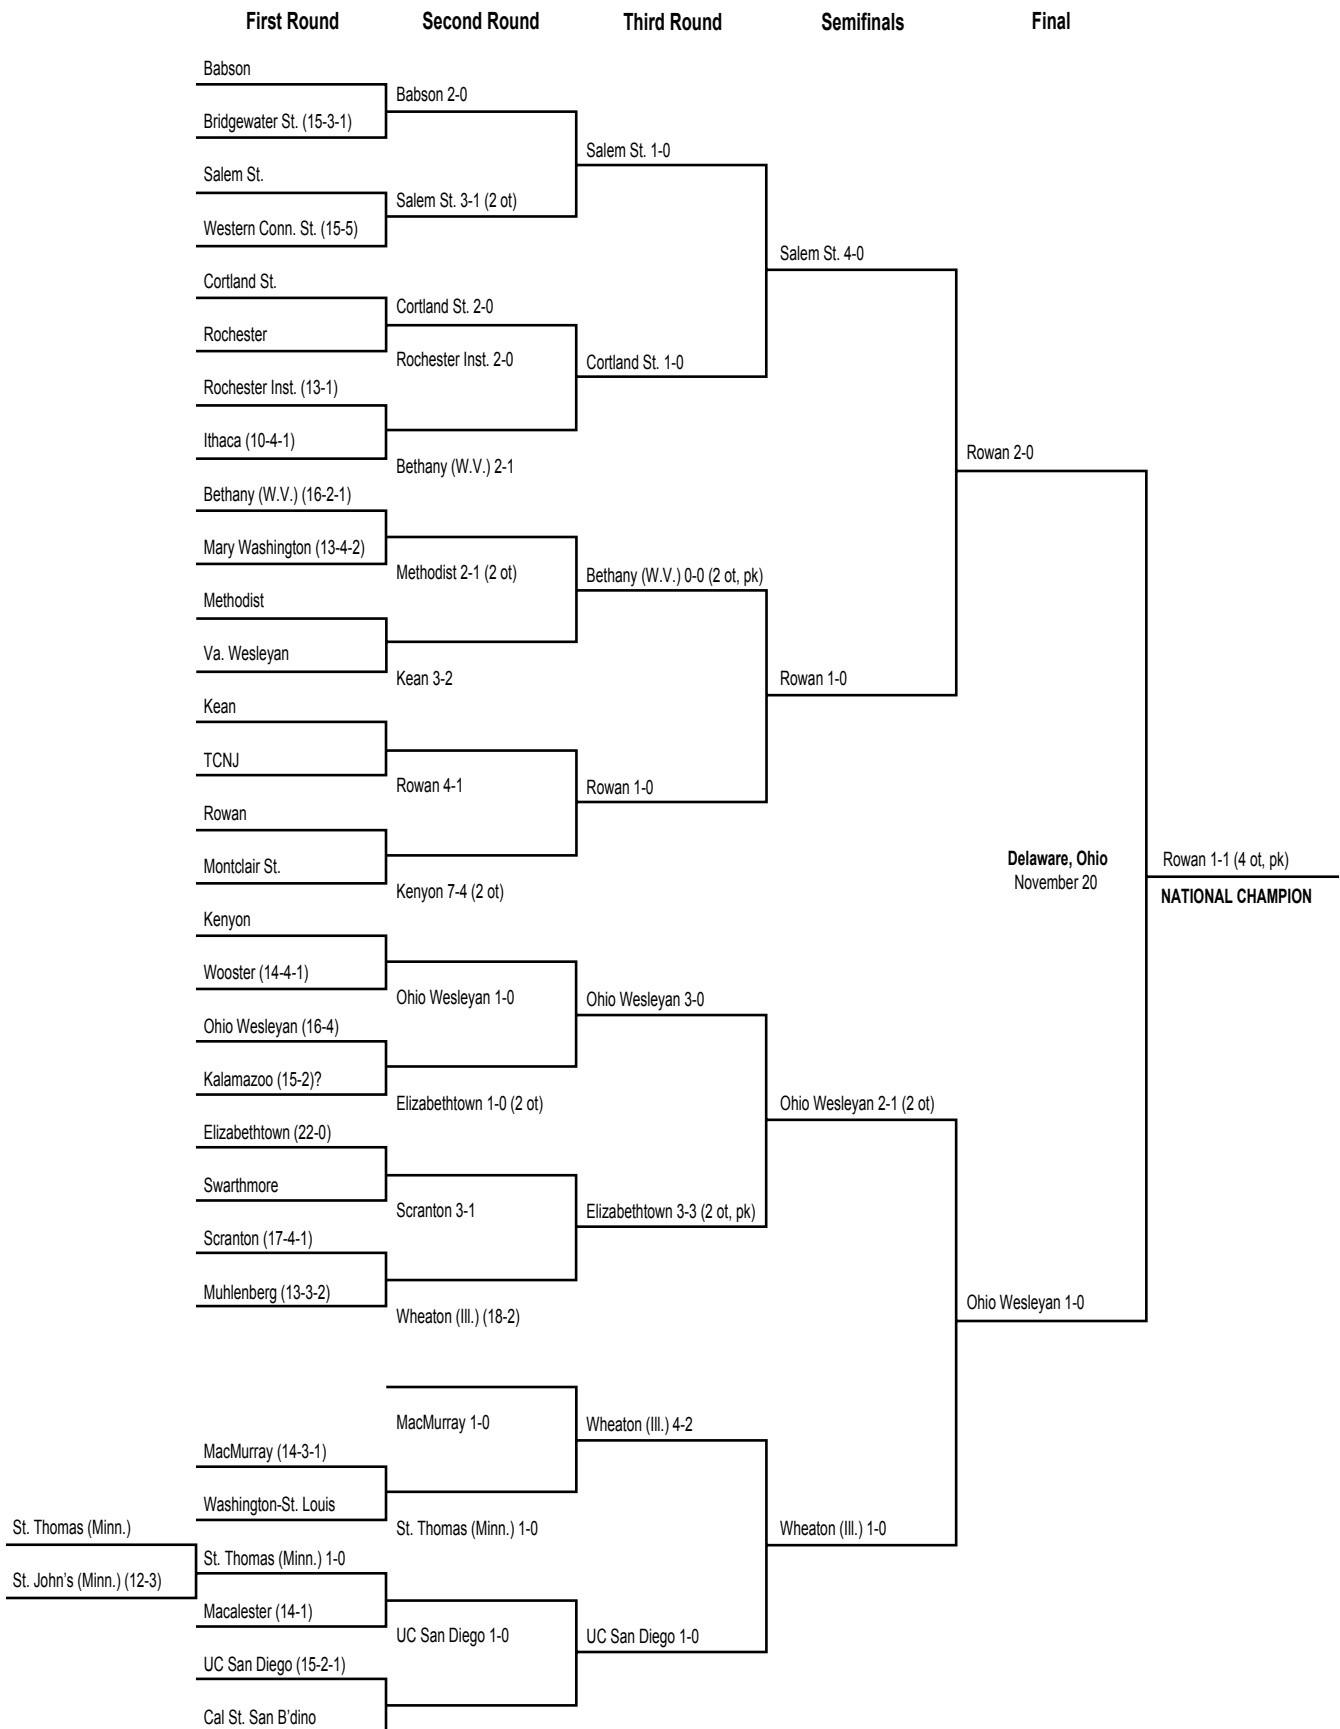 First Round Second Round Third Round Semifinals Final
Babson
Babson 2-0
Bridgewater St. (15-3-1)
Salem St. 1-0
Salem St.
Salem St. 3-1 (2 ot)
Western Conn. St. (15-5)
Salem St. 4-0
Cortland St.
Cortland St. 2-0
Rochester
Rochester Inst. 2-0
Cortland St. 1-0
Rochester Inst. (13-1)
Ithaca (10-4-1)
Rowan 2-0
Bethany (W.V.) 2-1
Bethany (W.V.) (16-2-1)
Mary Washington (13-4-2)
Methodist 2-1 (2 ot)
Bethany (W.V.) 0-0 (2 ot, pk)
Methodist
Va. Wesleyan
Kean 3-2
Rowan 1-0
Kean
TCNJ
Rowan 4-1
Rowan 1-0
Rowan
Montclair St.
Delaware, Ohio
Rowan 1-1 (4 ot, pk)
November 20
Kenyon 7-4 (2 ot)
NATIONAL CHAMPION
Kenyon
Wooster (14-4-1)
Ohio Wesleyan 1-0
Ohio Wesleyan 3-0
Ohio Wesleyan (16-4)
Kalamazoo (15-2)?
Elizabethtown 1-0 (2 ot)
Ohio Wesleyan 2-1 (2 ot)
Elizabethtown (22-0)
Swarthmore
Scranton 3-1
Elizabethtown 3-3 (2 ot, pk)
Scranton (17-4-1)
Muhlenberg (13-3-2)
Ohio Wesleyan 1-0
Wheaton (Ill.) (18-2)
MacMurray 1-0
Wheaton (Ill.) 4-2
MacMurray (14-3-1)
Washington-St. Louis
St. Thomas (Minn.)
St. Thomas (Minn.) 1-0
Wheaton (Ill.) 1-0
St. Thomas (Minn.) 1-0
St. John's (Minn.) (12-3)
Macalester (14-1)
UC San Diego 1-0
UC San Diego 1-0
UC San Diego (15-2-1)
Cal St. San B'dino